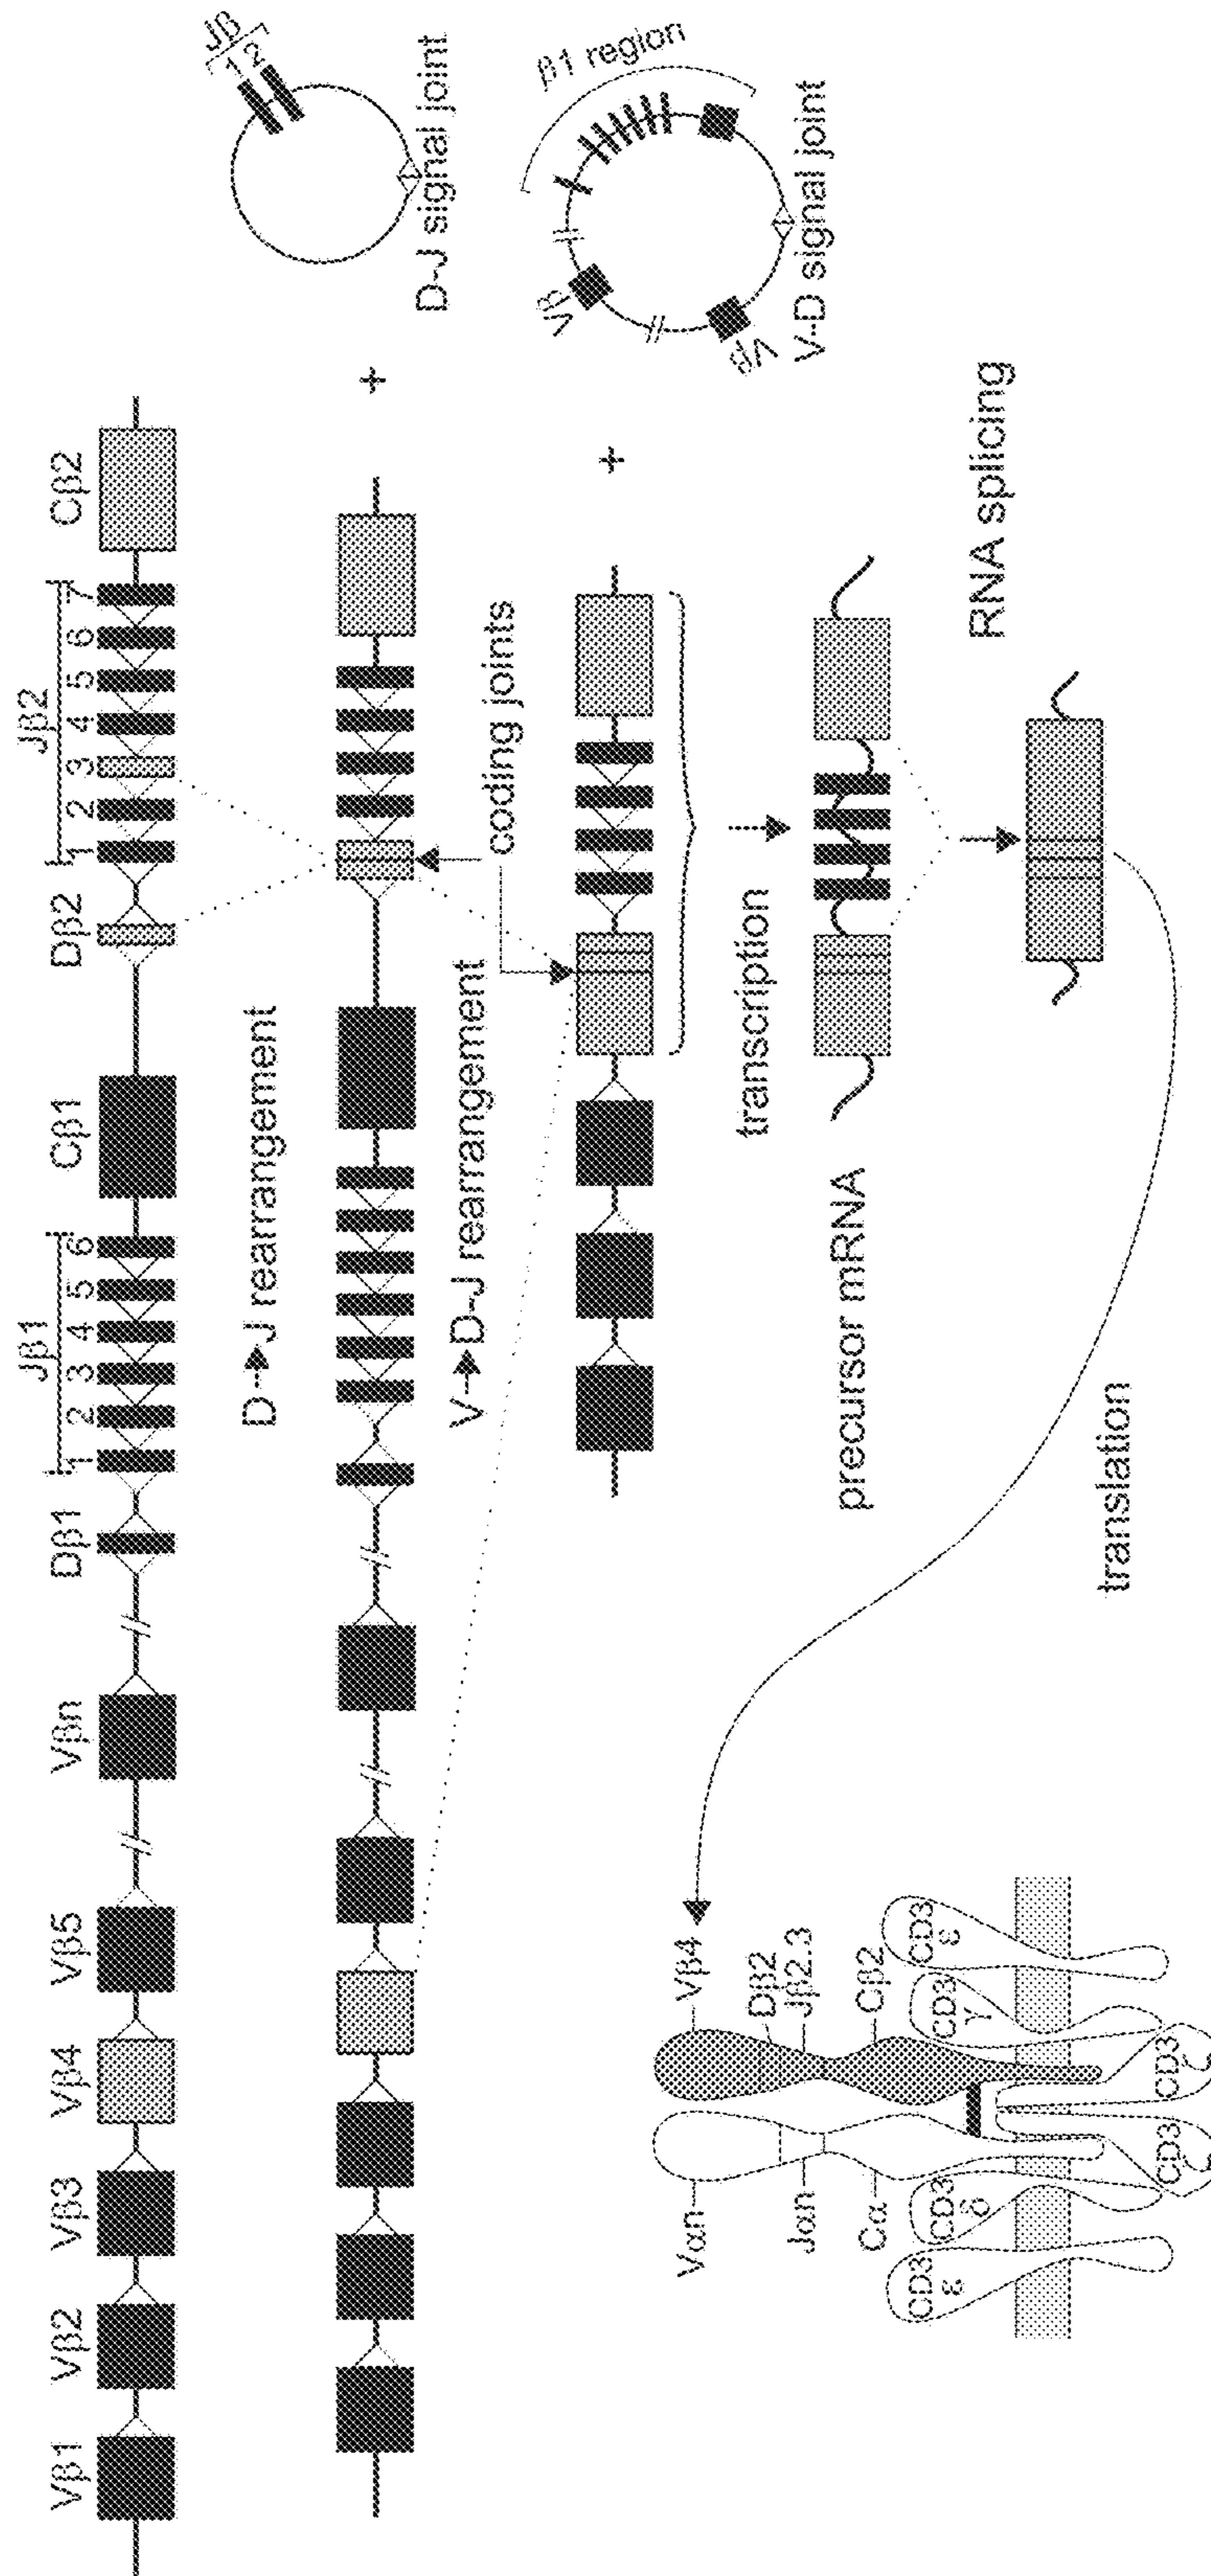 Jβ1
Jβ2
Vβ1 Vβ2 Vβ3 Vβ4 Vβ5 Vβn Dβ1 1 2 3 4 5 6 Cβ1 Dβ2 1 2 3 4 5 6 7 Cβ2
D→J rearrangement
Jβ
1 2
+
D-J signal joint
V→D-J rearrangement
coding joints
β1 region
Vβ
Vβ
+
V-D signal joint
transcription
precursor mRNA
RNA splicing
translation
Vαn
Jαn
Cα
Vβ4
Dβ2
Jβ2.3
Cβ2
CD3
ε
CD3
δ
CD3
ζ
CD3
ζ
CD3
γ
CD3
ε